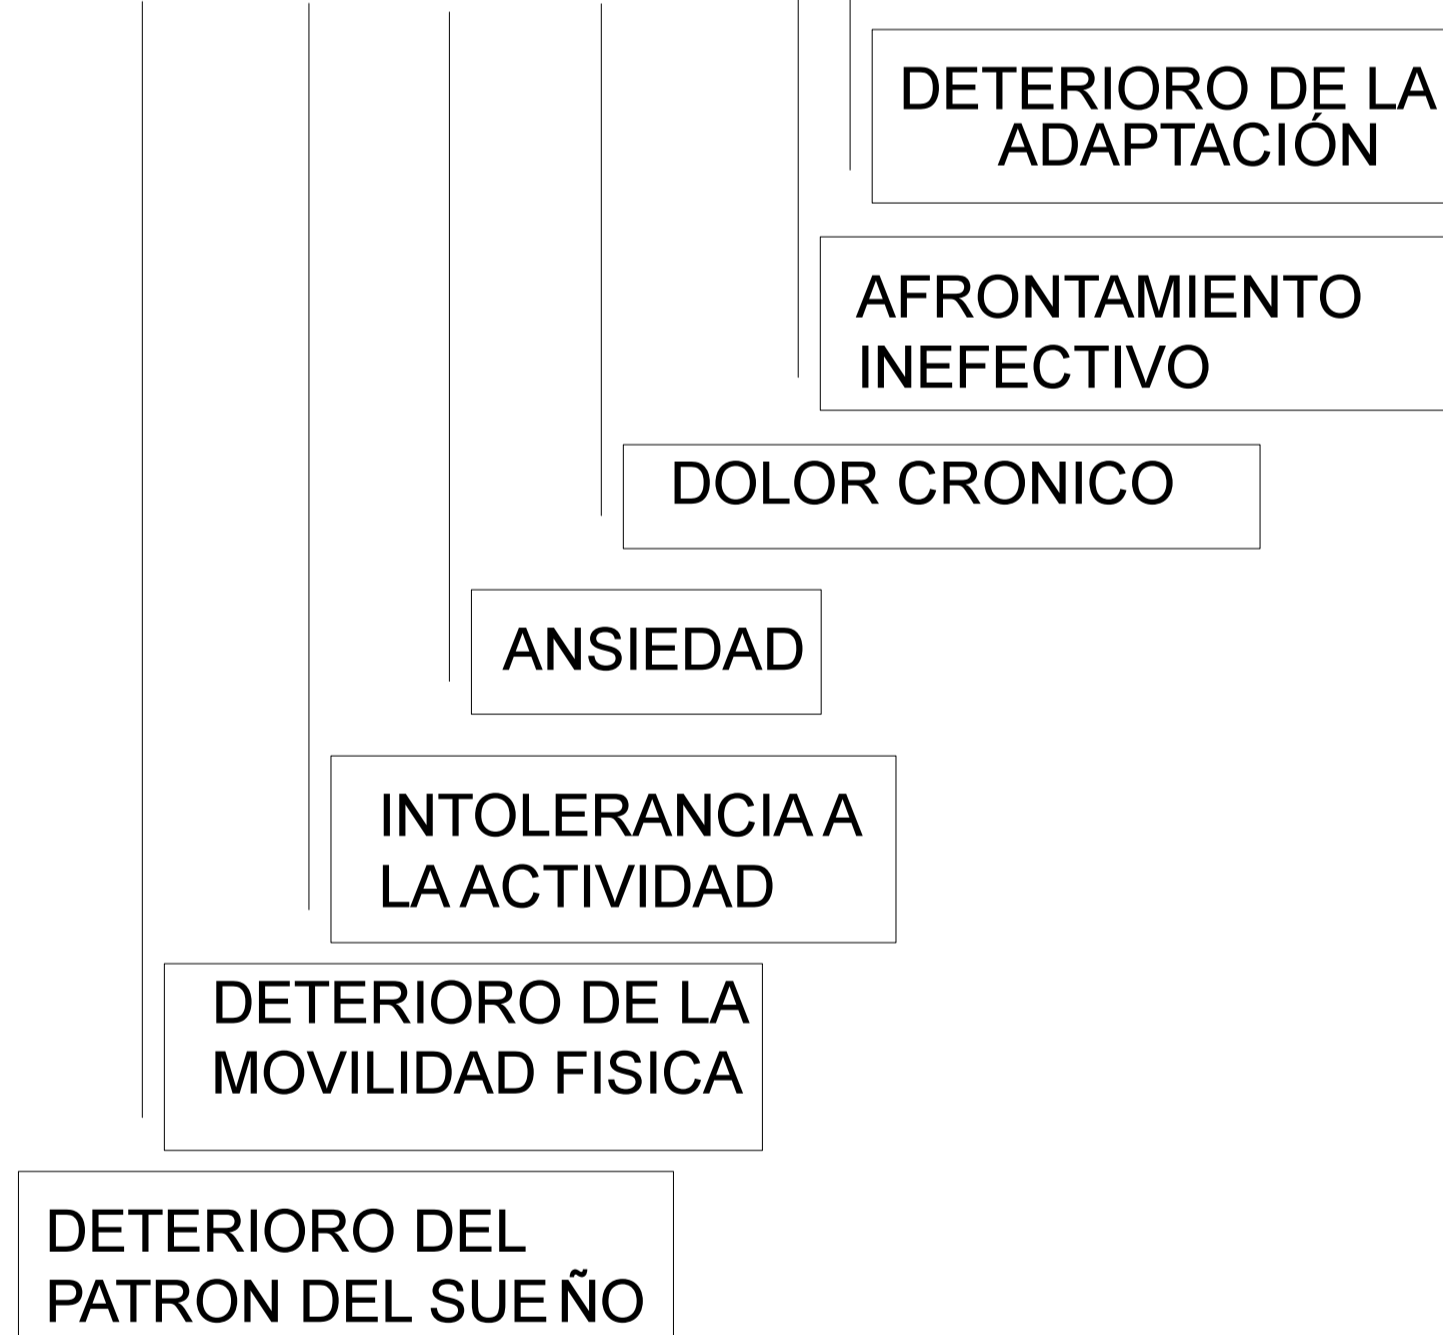 DETERIORO DE LA
ADAPTACIÓN
AFRONTAMIENTO
INEFECTIVO
DOLOR CRONICO
ANSIEDAD
INTOLERANCIA A
LA ACTIVIDAD
DETERIORO DE LA
MOVILIDAD FISICA
DETERIORO DEL
PATRON DEL SUEÑO